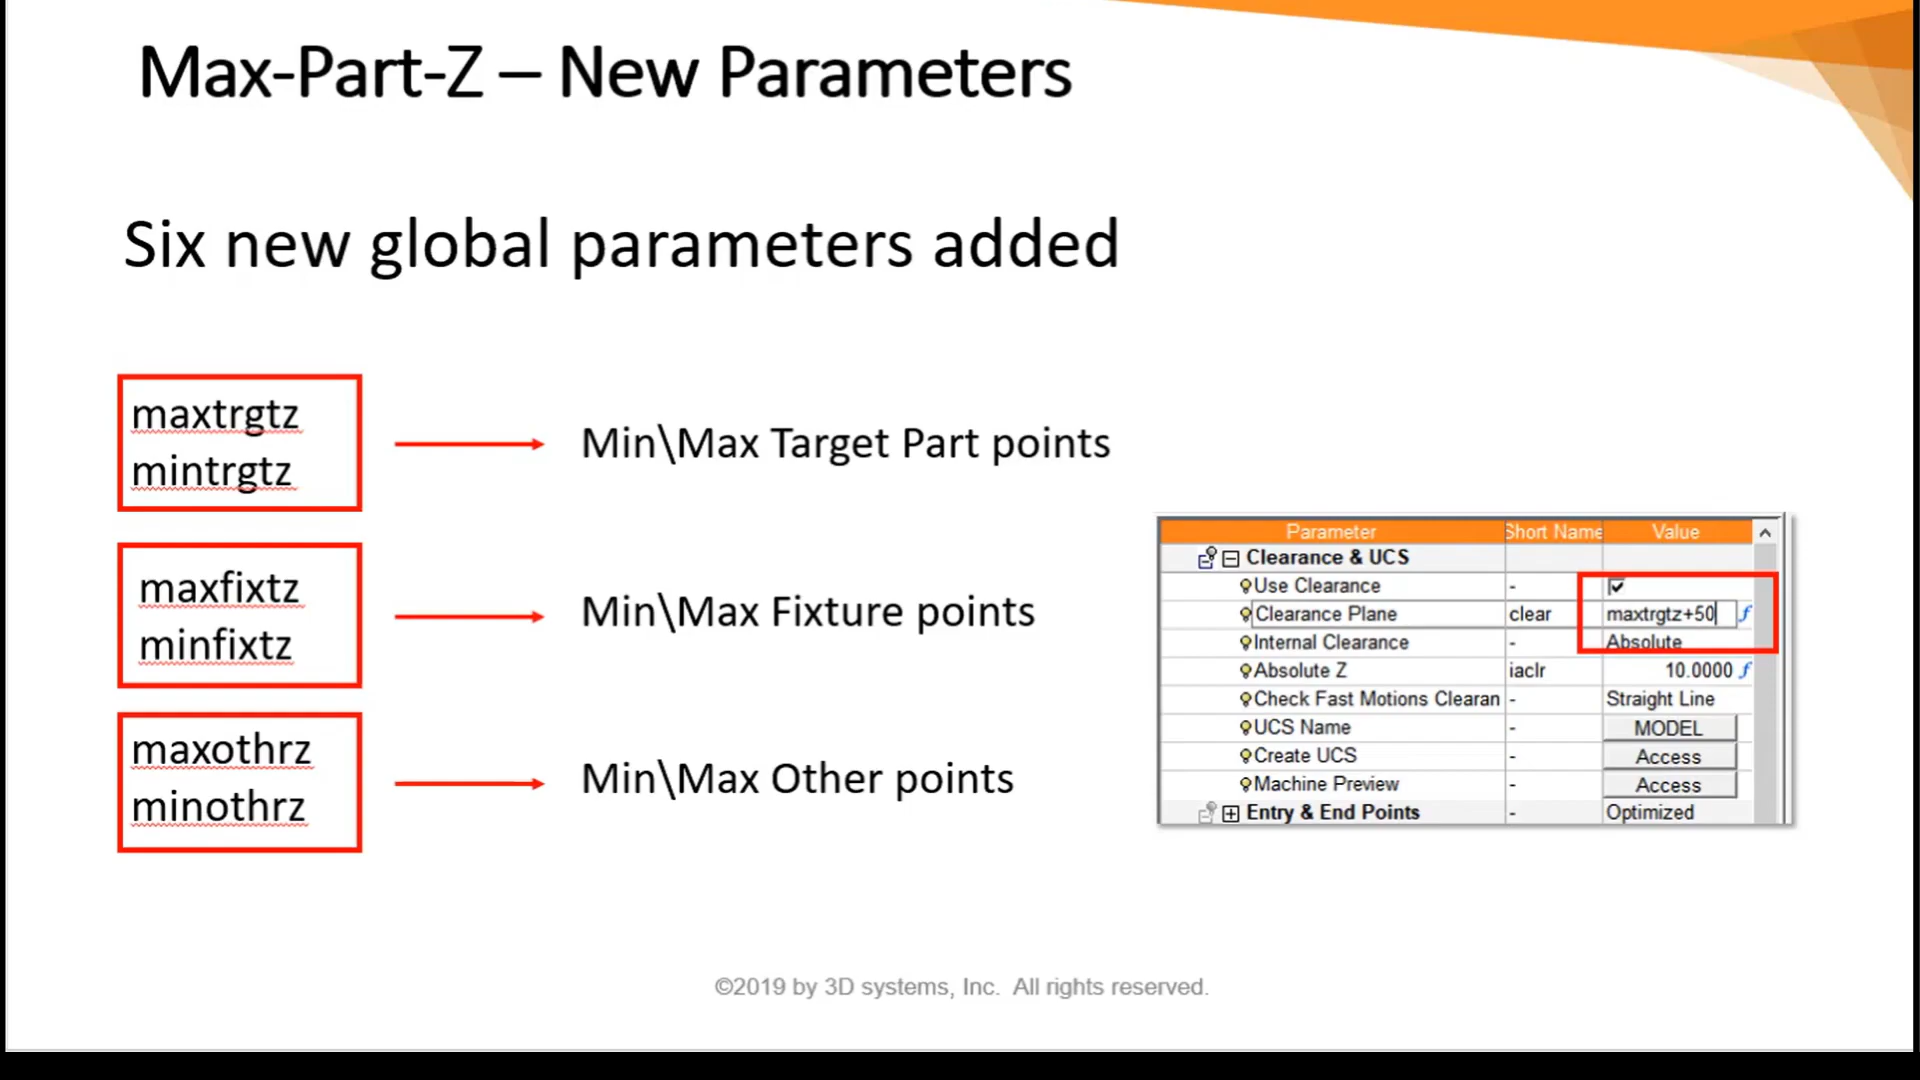 Max-Part-Z – New Parameters
Six new global parameters added
maxtrgtz
mintrgtz
Min\Max Target Part points
maxfixtz
minfixtz
Min\Max Fixture points
maxothrz
minothrz
Min\Max Other points
Parameter Short Name Value
Clearance & UCS
Use Clearance -
Clearance Plane clear maxtrgtz+50
Internal Clearance - Absolute
Absolute Z iaclr 10.0000 f
Check Fast Motions Clearan - Straight Line
UCS Name - MODEL
Create UCS - Access
Machine Preview - Access
Entry & End Points - Optimized
©2019 by 3D systems, Inc. All rights reserved.